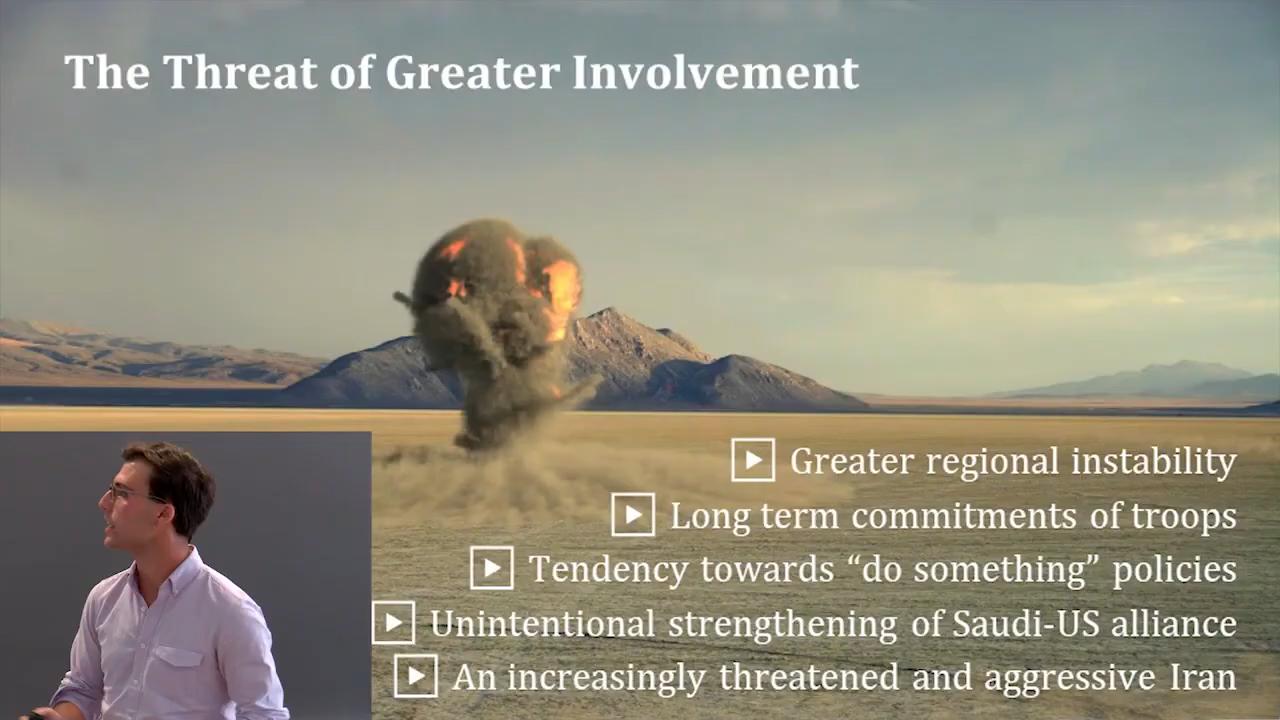 The Threat of Greater Involvement
Greater regional instability
Long term commitments of troops
Tendency towards “do something” policies
Unintentional strengthening of Saudi-US alliance
An increasingly threatened and aggressive Iran